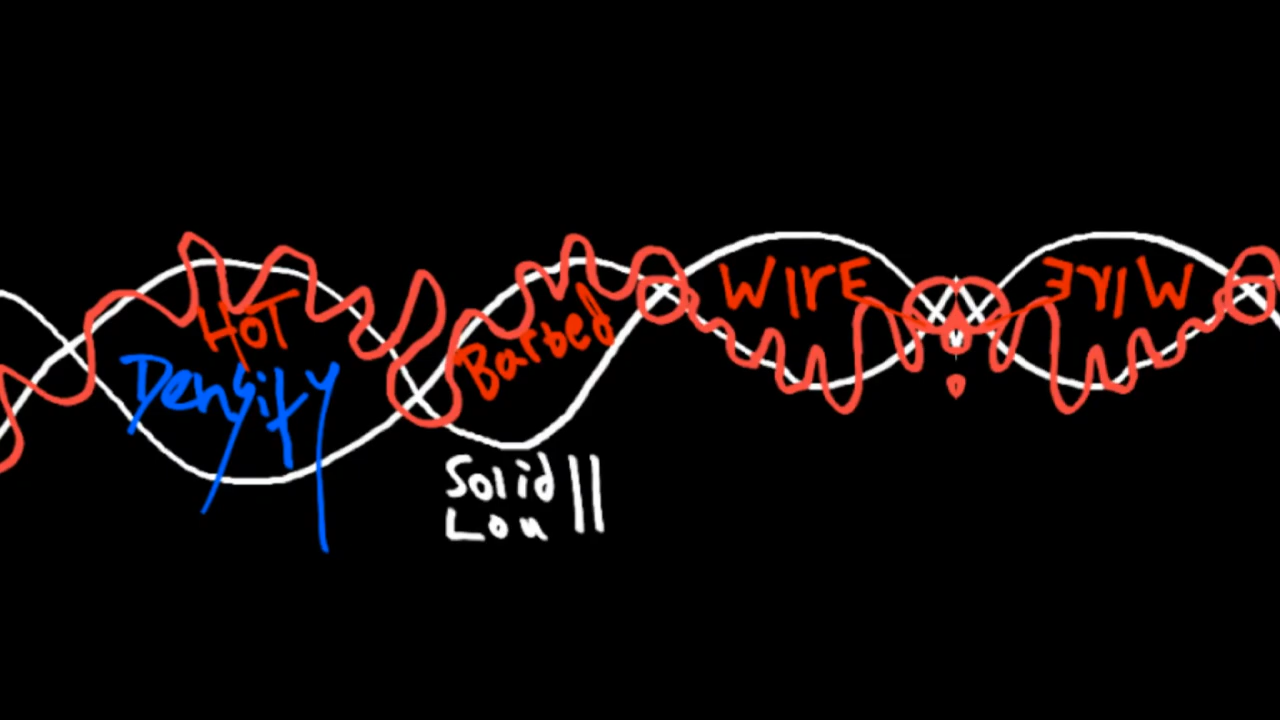 HOT
Density
Barbed
WIrE
WIrE
Solid ||
Lou